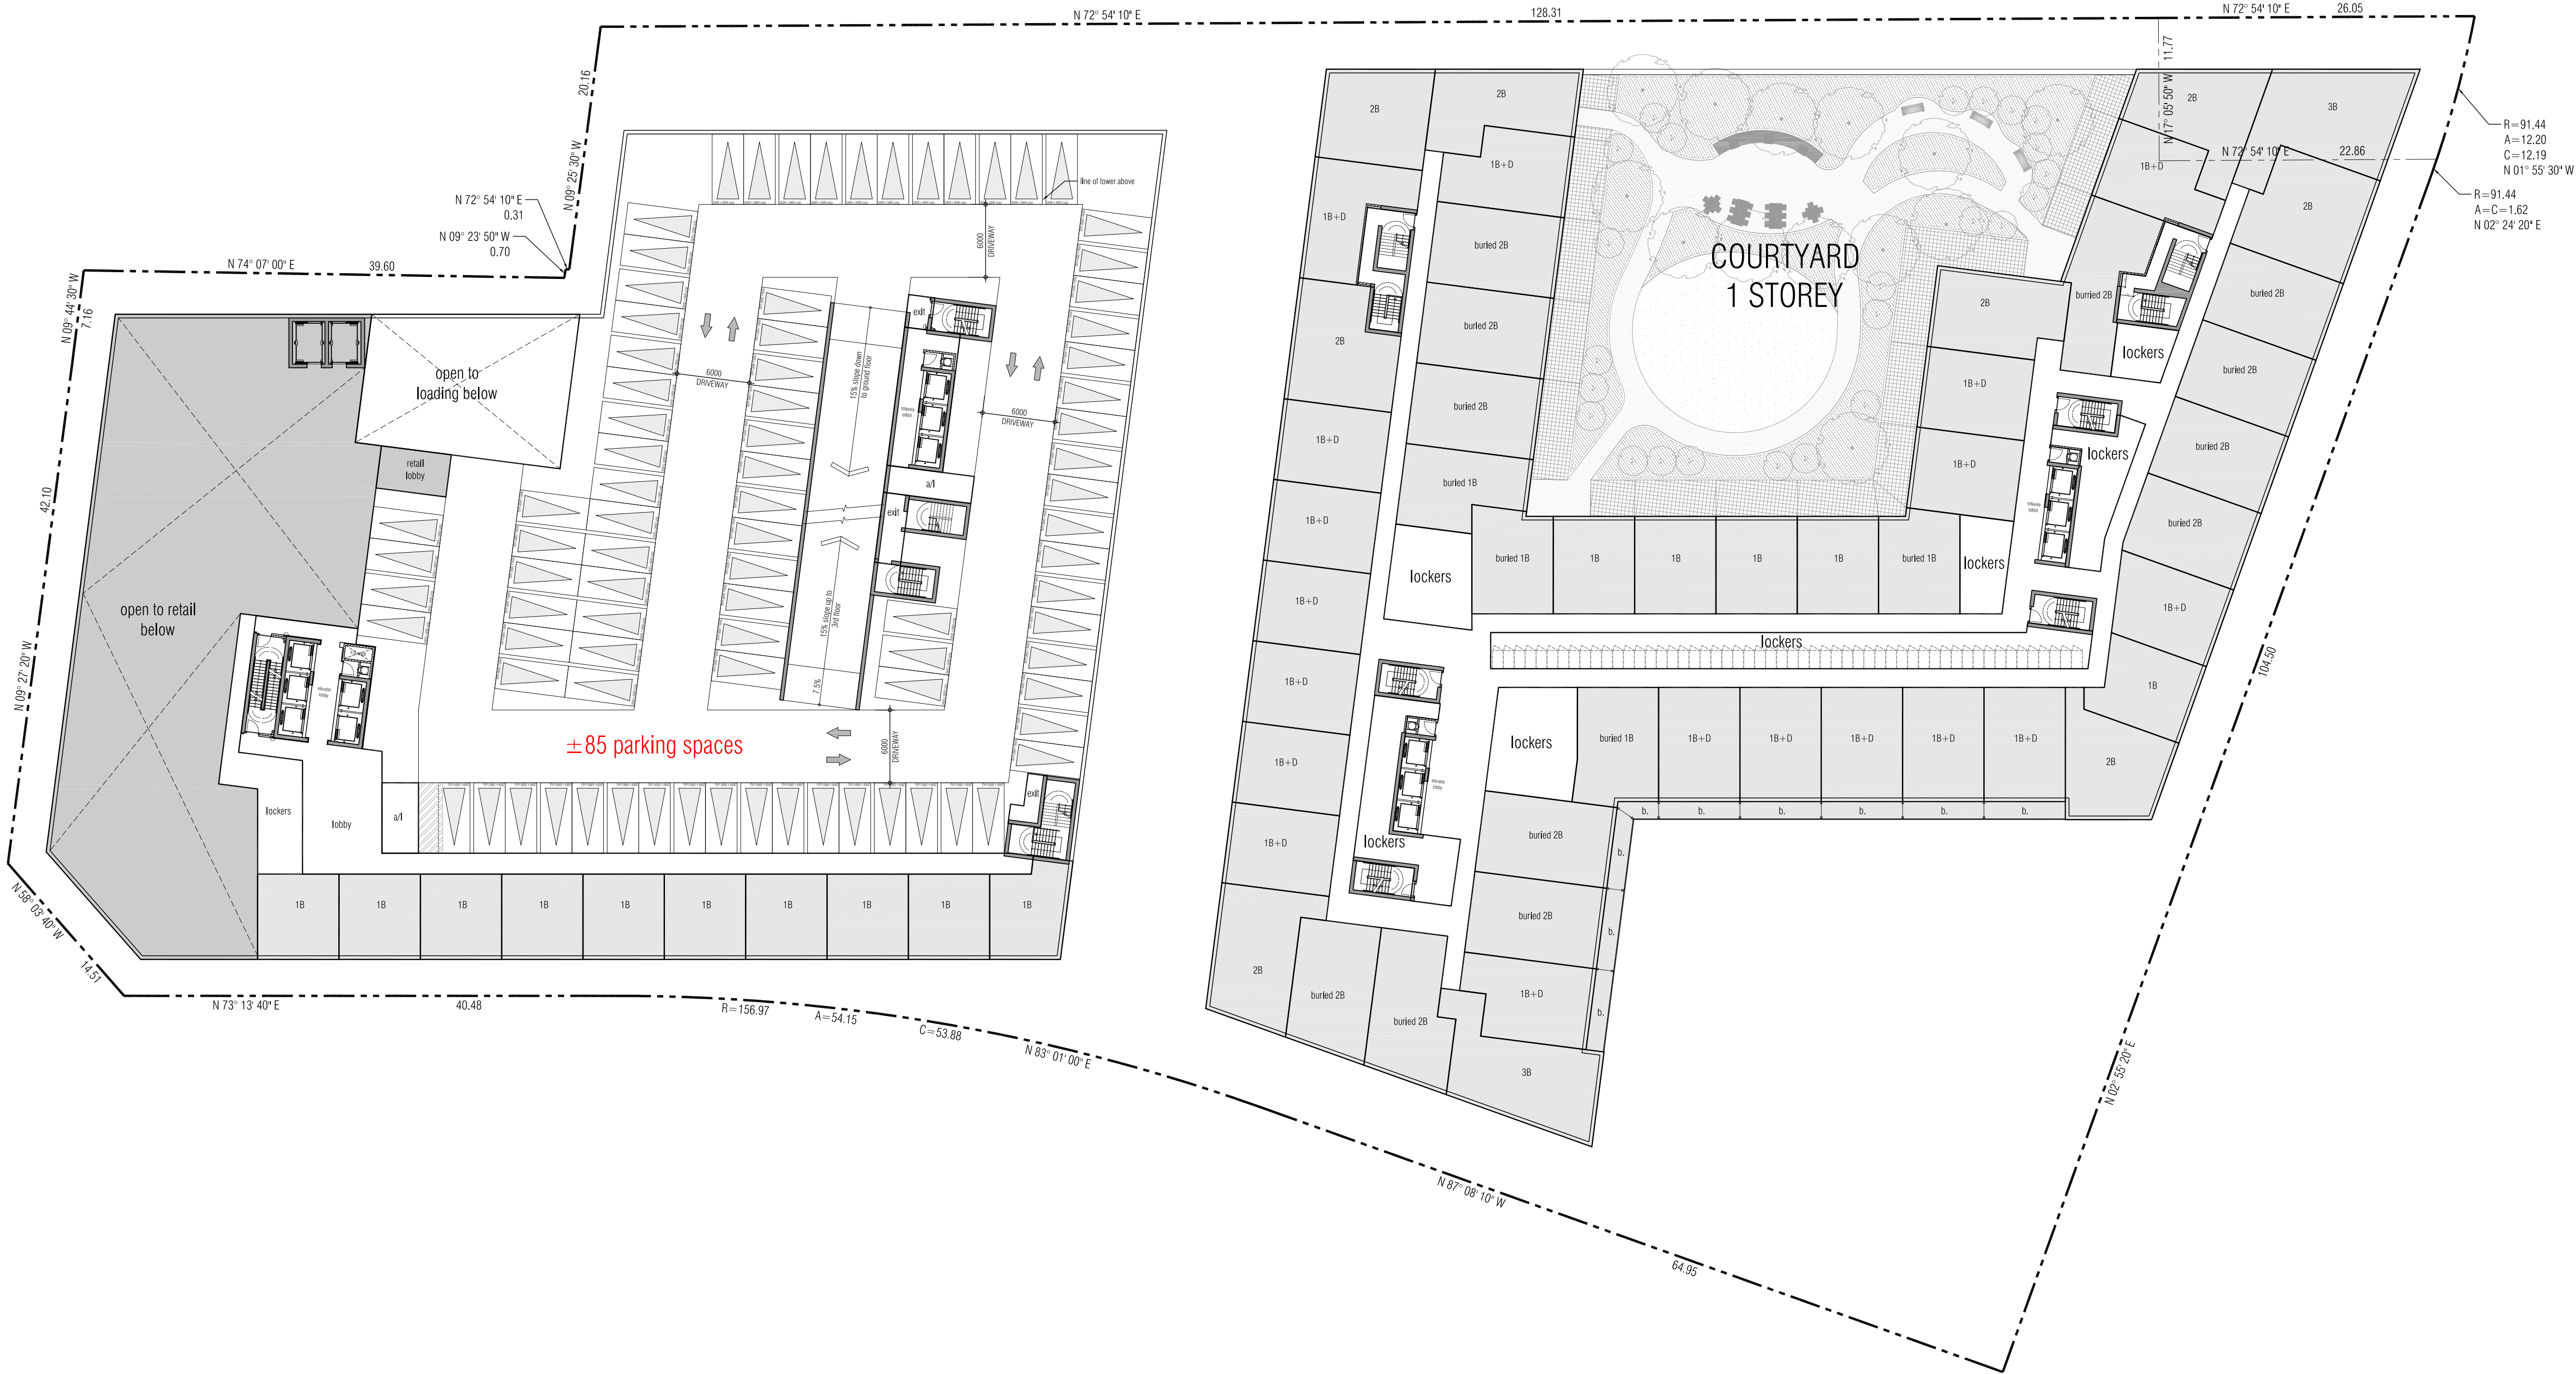 N 72° 54' 10" E
128.31
N 72° 54' 10" E
26.05
20.16
N 09° 25' 30" W
N 72° 54' 10" E
0.31
N 09° 23' 50" W
0.70
N 74° 07' 00" E
39.60
N 09° 44' 30" W
7.16
42.10
N 09° 27' 20" W
N 58° 03' 40" W
14.51
N 73° 13' 40" E
40.48
R=156.97
A=54.15
C=53.88
N 83° 01' 00" E
N 87° 08' 10" W
64.95
N 02° 55' 20" E
104.50
11.77
N17° 05' 50" W
N 72° 54' 10" E
22.86
R=91.44
A=12.20
C=12.19
N 01° 55' 30" W
R=91.44
A=C=1.62
N 02° 24' 20" E
line of tower above
6000
DRIVEWAY
6000
DRIVEWAY
6000
DRIVEWAY
6000
DRIVEWAY
15% slope down
to ground floor
15% slope up to
3rd floor
7.5%
exit
a/l
exit
exit
open to
loading below
retail
lobby
open to retail
below
elevator
lobby
lockers
lobby
a/l
±85 parking spaces
1B
1B
1B
1B
1B
1B
1B
1B
1B
1B
2B
2B
1B+D
1B+D
buried 2B
2B
buried 2B
buried 2B
1B+D
buried 1B
1B+D
lockers
1B+D
1B+D
1B+D
1B+D
2B
buried 2B
buried 2B
3B
1B+D
buried 2B
buried 2B
lockers
elevator
lobby
lockers
buried 1B
1B+D
1B+D
1B+D
1B+D
1B+D
2B
b.
b.
b.
b.
b.
b.
b.
b.
b.
buried 1B
1B
1B
1B
1B
buried 1B
lockers
lockers
COURTYARD
1 STOREY
2B
3B
1B+D
2B
burried 2B
buried 2B
lockers
buried 2B
2B
1B+D
1B+D
lockers
buried 2B
buried 2B
1B+D
1B